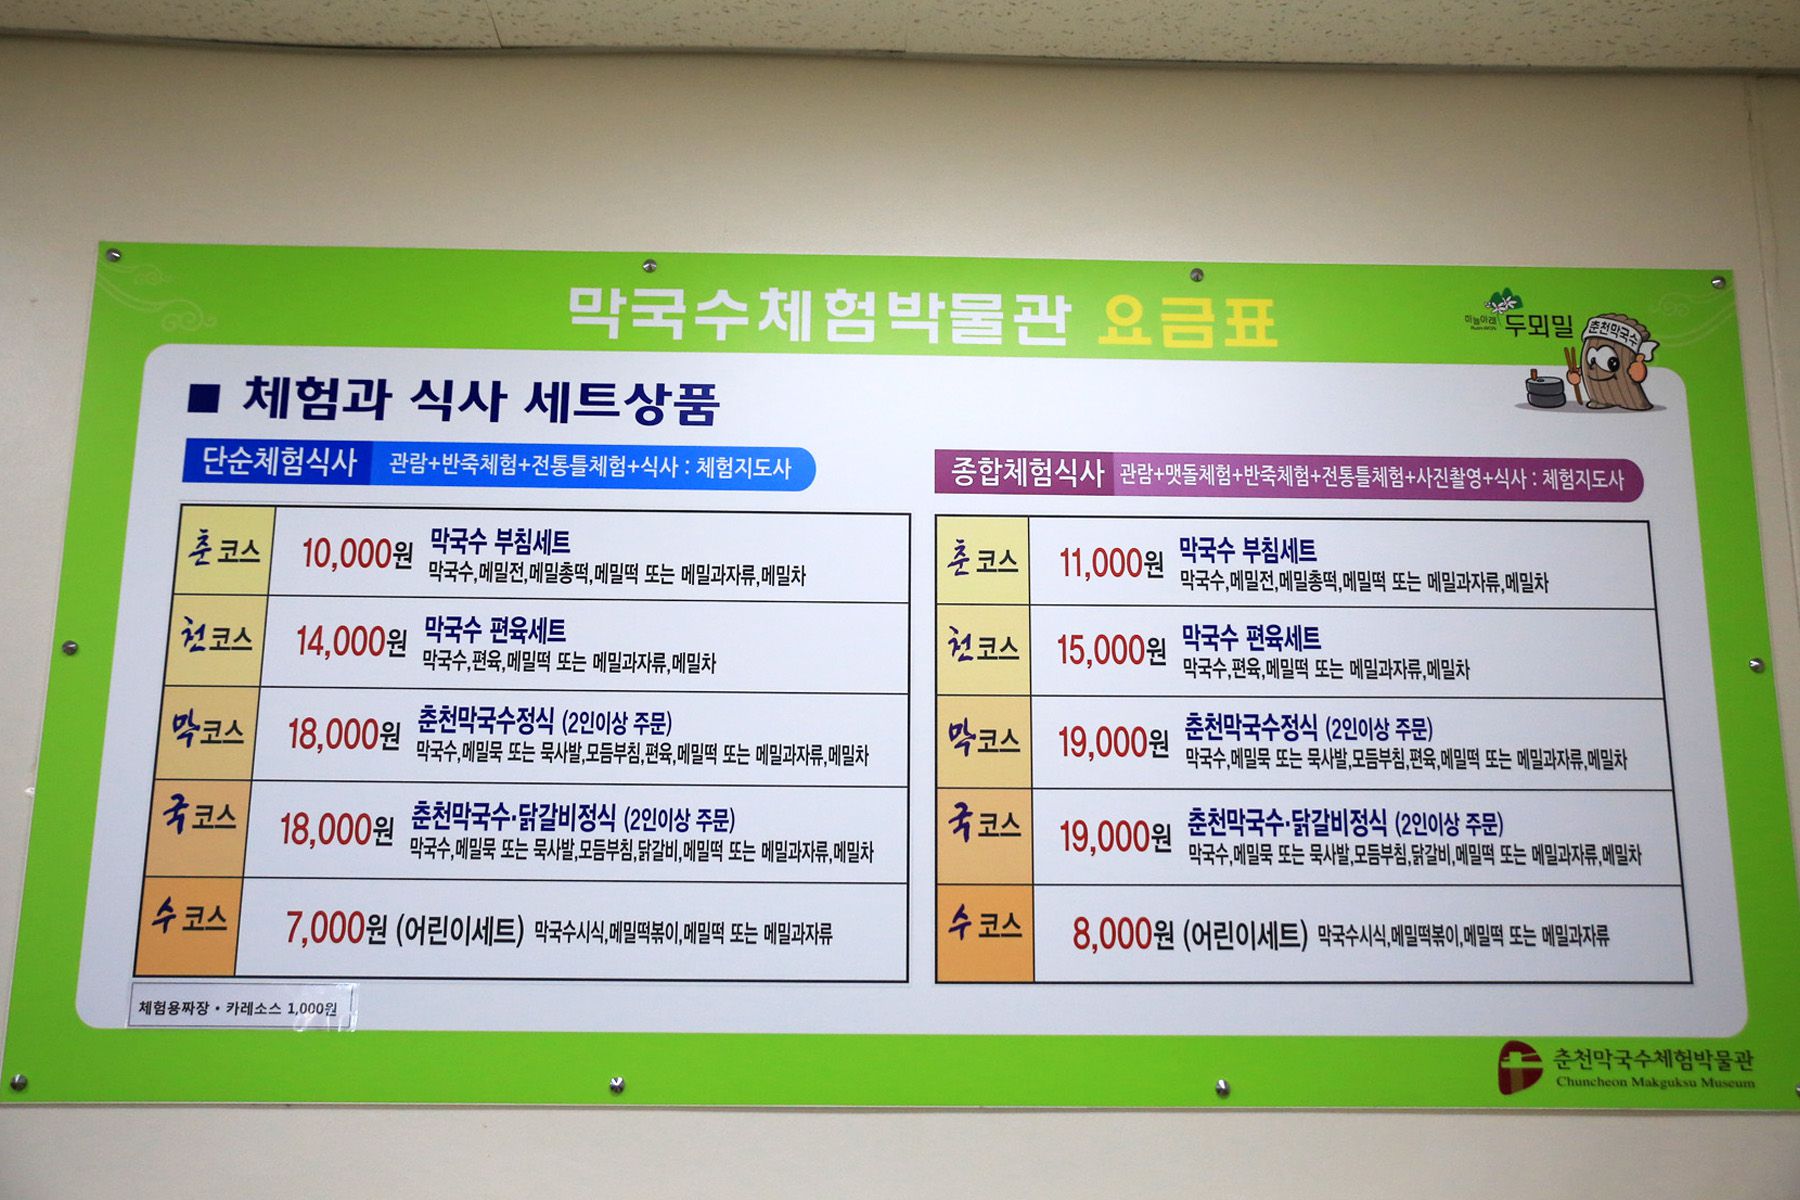 막국수체험박물관 요금표
하늘아래
두뫼밀
춘천막국수
■ 체험과 식사 세트상품
단순체험식사 관람+반죽체험+전통틀체험+식사 : 체험지도사
춘 코스 10,000원 막국수 부침세트
막국수,메밀전,메밀총떡,메밀떡 또는 메밀과자류,메밀차
천 코스 14,000원 막국수 편육세트
막국수,편육,메밀떡 또는 메밀과자류,메밀차
막 코스 18,000원 춘천막국수정식 (2인이상 주문)
막국수,메밀묵 또는 묵사발,모듬부침,편육,메밀떡 또는 메밀과자류,메밀차
국 코스 18,000원 춘천막국수·닭갈비정식 (2인이상 주문)
막국수,메밀묵 또는 묵사발,모듬부침,닭갈비,메밀떡 또는 메밀과자류,메밀차
수 코스 7,000원 (어린이세트) 막국수시식,메밀떡볶이,메밀떡 또는 메밀과자류
체험용짜장 • 카레소스 1,000원
종합체험식사 관람+맷돌체험+반죽체험+전통틀체험+사진촬영+식사 : 체험지도사
춘 코스 11,000원 막국수 부침세트
막국수,메밀전,메밀총떡,메밀떡 또는 메밀과자류,메밀차
천 코스 15,000원 막국수 편육세트
막국수,편육,메밀떡 또는 메밀과자류,메밀차
막 코스 19,000원 춘천막국수정식 (2인이상 주문)
막국수,메밀묵 또는 묵사발,모듬부침,편육,메밀떡 또는 메밀과자류,메밀차
국 코스 19,000원 춘천막국수·닭갈비정식 (2인이상 주문)
막국수,메밀묵 또는 묵사발,모듬부침,닭갈비,메밀떡 또는 메밀과자류,메밀차
수 코스 8,000원 (어린이세트) 막국수시식,메밀떡볶이,메밀떡 또는 메밀과자류
춘천막국수체험박물관
Chuncheon Makguksu Museum